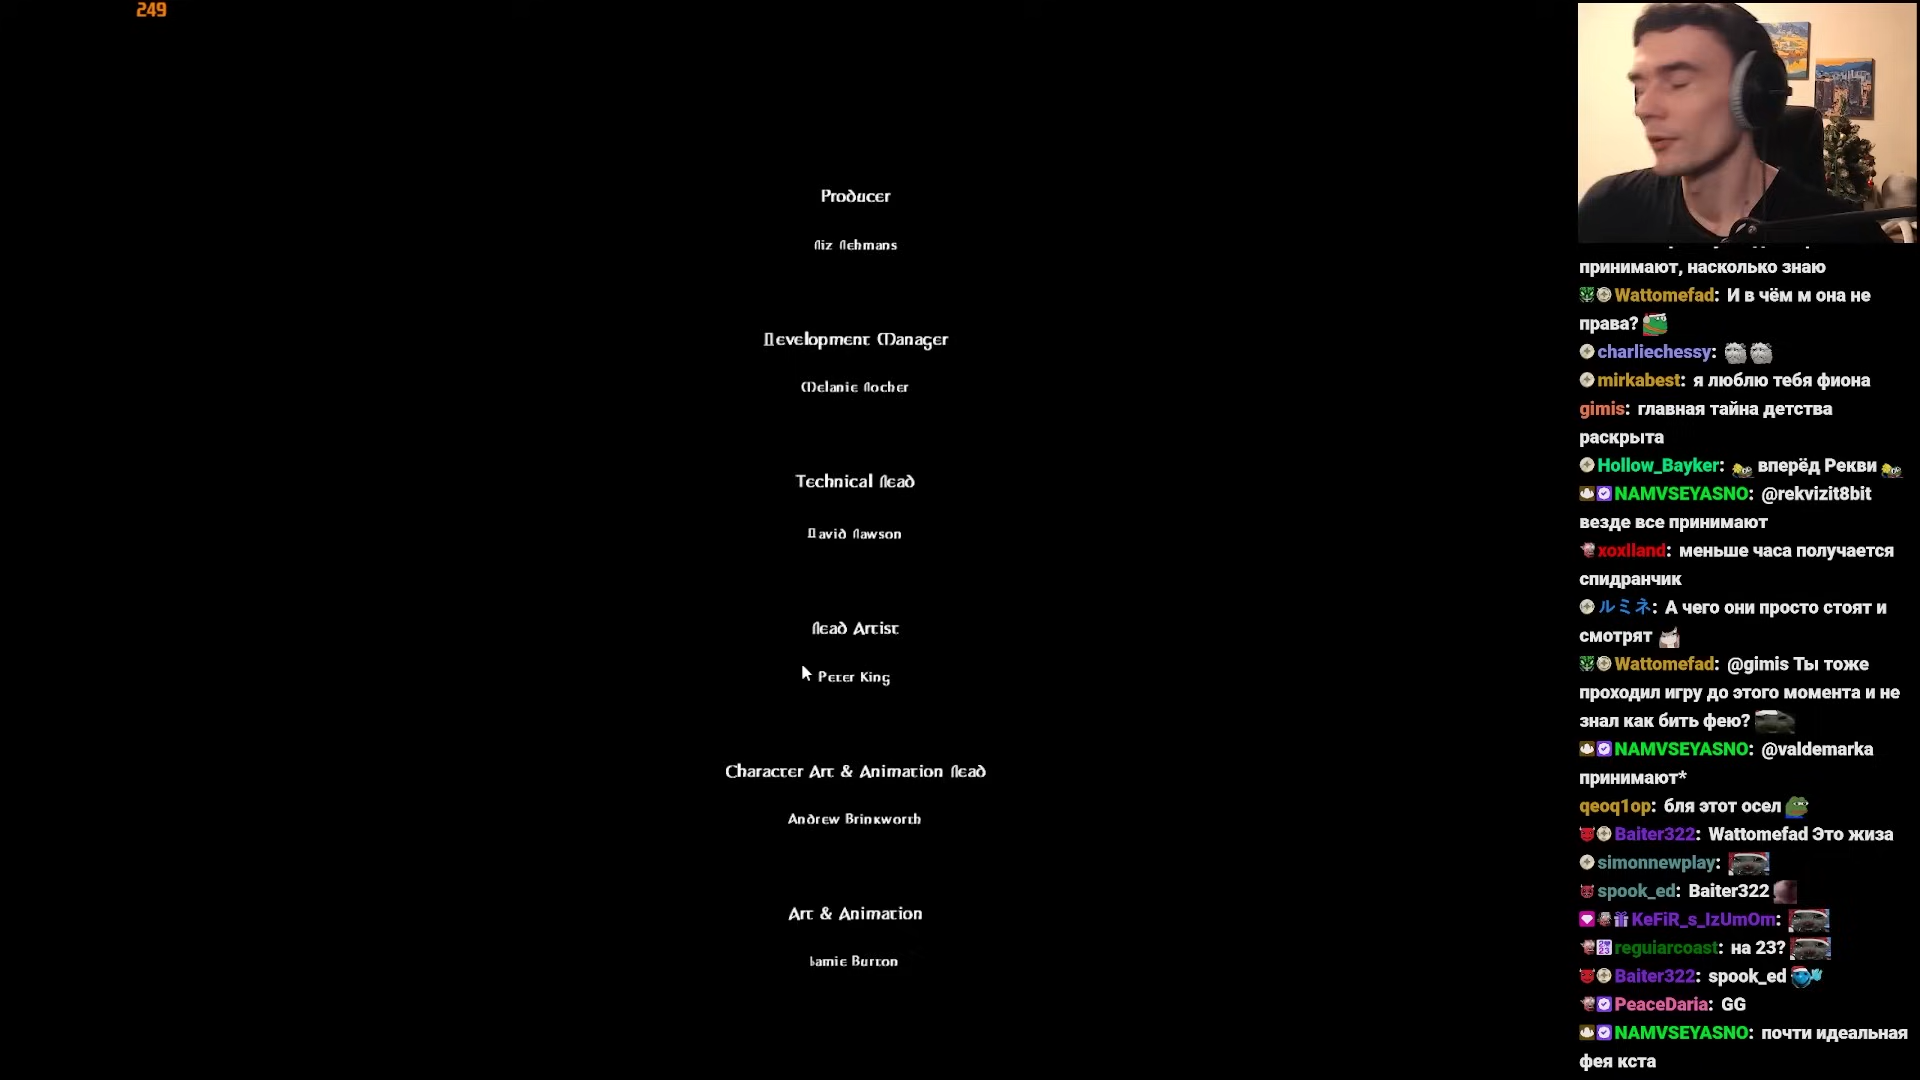 249
Producer
Liz Rehmans
Development Manager
Melanie Locher
Technical Lead
David Lawson
Lead Artist
Peter King
Character Art & Animation Lead
Andrew Brinkworth
Art & Animation
Jamie Burton
принимают, насколько знаю
Wattomefad: И в чём м она не
права?
charliechessy:
mirkabest: я люблю тебя фиона
gimis: главная тайна детства
раскрыта
Hollow_Bayker: вперёд Рекви
NAMVSEYASNO: @rekvizit8bit
везде все принимают
xoxlland: меньше часа получается
спидранчик
ルミネ: А чего они просто стоят и
смотрят
Wattomefad: @gimis Ты тоже
проходил игру до этого момента и не
знал как бить фею?
NAMVSEYASNO: @valdemarka
принимают*
qeoq1op: бля этот осел
Baiter322: Wattomefad Это жиза
simonnewplay:
spook_ed: Baiter322
KeFiR_s_IzUmOm:
reguiarcoast: на 23?
Baiter322: spook_ed
PeaceDaria: GG
NAMVSEYASNO: почти идеальная
фея кста